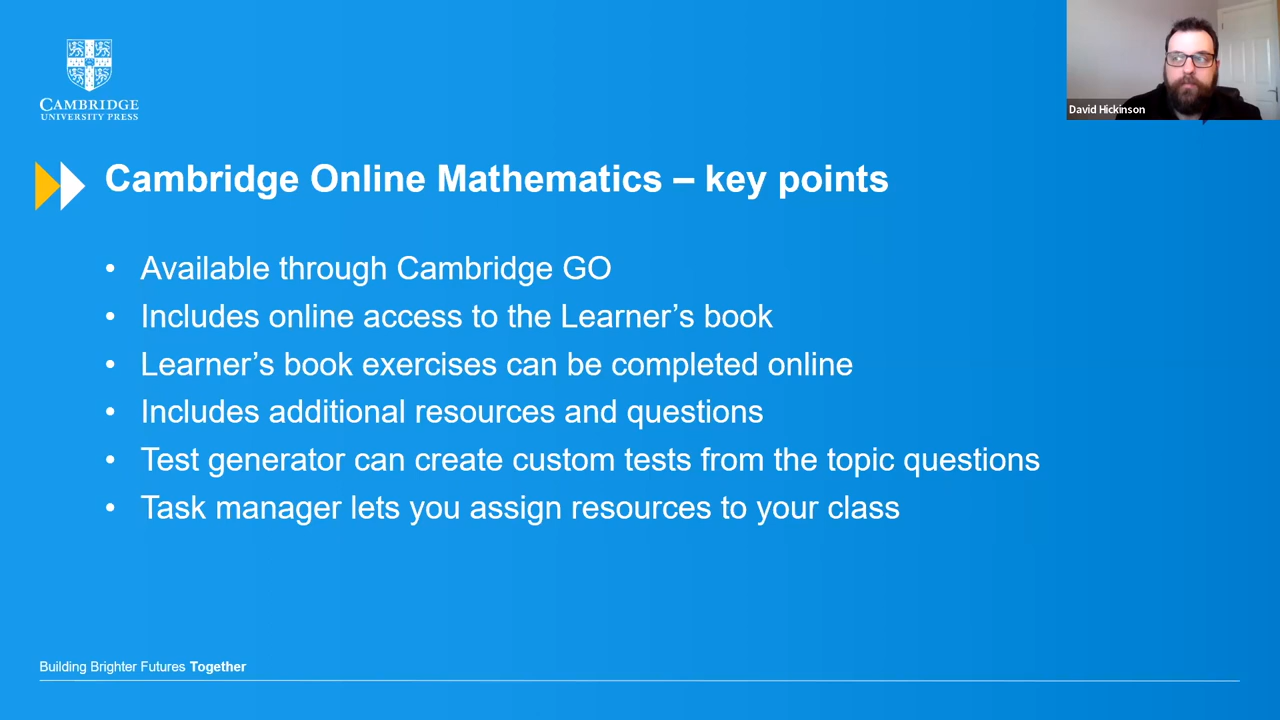 CAMBRIDGE
UNIVERSITY PRESS
David Hickinson
Cambridge Online Mathematics – key points
• Available through Cambridge GO
• Includes online access to the Learner’s book
• Learner’s book exercises can be completed online
• Includes additional resources and questions
• Test generator can create custom tests from the topic questions
• Task manager lets you assign resources to your class
Building Brighter Futures Together